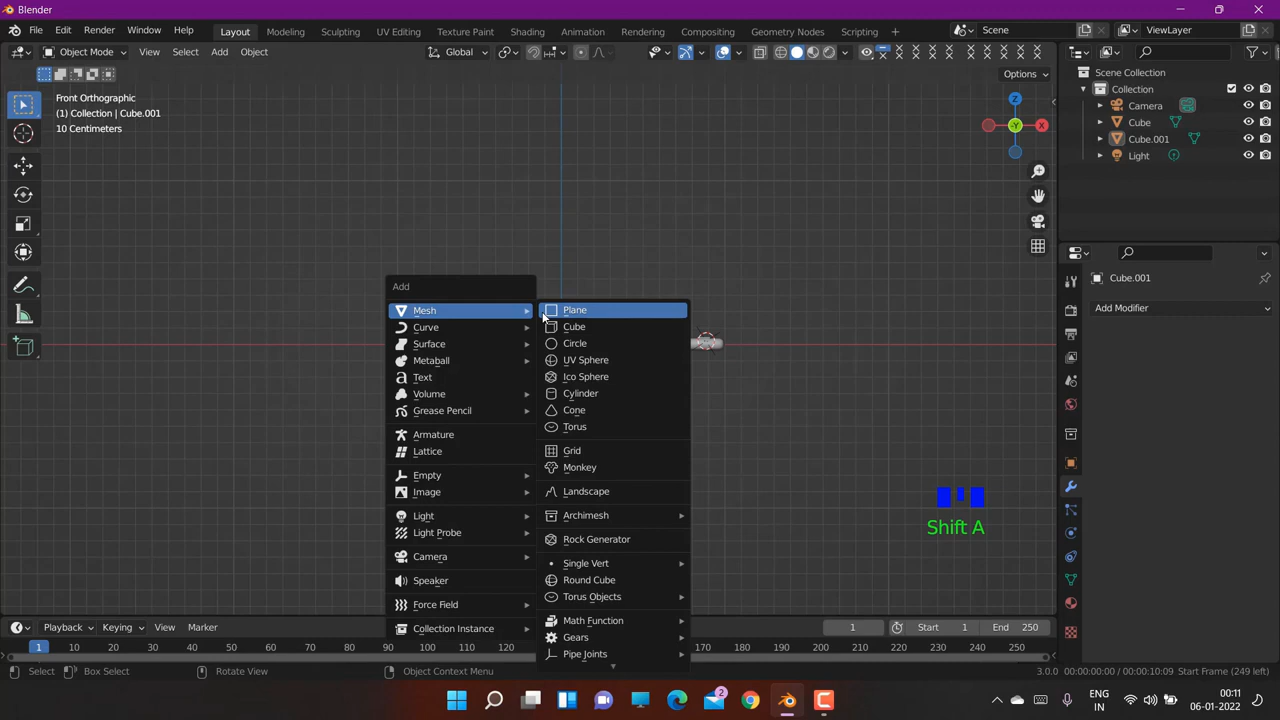 Blender
File Edit Render Window Help Layout Modeling Sculpting UV Editing Texture Paint Shading Animation Rendering Compositing Geometry Nodes Scripting + Scene ViewLayer
Object Mode View Select Add Object Global
Options
Front Orthographic
(1) Collection | Cube.001
10 Centimeters
Z
-Y
X
Scene Collection
Collection
Camera
Cube
Cube.001
Light
Cube.001
Add Modifier
Add
Mesh
Curve
Surface
Metaball
Text
Volume
Grease Pencil
Armature
Lattice
Empty
Image
Light
Light Probe
Camera
Speaker
Force Field
Collection Instance
Plane
Cube
Circle
UV Sphere
Ico Sphere
Cylinder
Cone
Torus
Grid
Monkey
Landscape
Archimesh
Rock Generator
Single Vert
Round Cube
Torus Objects
Math Function
Gears
Pipe Joints
Shift A
Playback Keying View Marker 1 Start 1 End 250
1 10 20 30 40 50 60 70 80 90 100 110 120 170 180 190 200 210 220 230 240 250
Select Box Select Rotate View Object Context Menu 3.0.0 00:00:00:00 / 00:00:10:09 Start Frame (249 left)
2
ENG
IN
00:11
06-01-2022